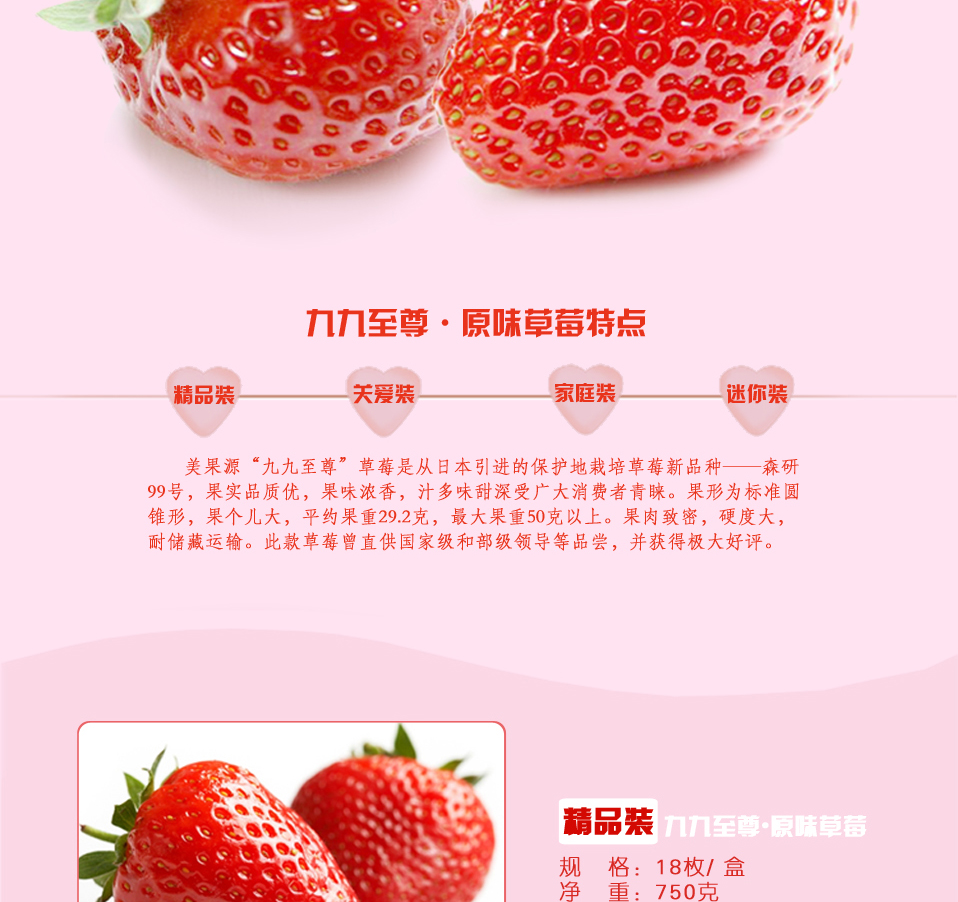 九九至尊·原味草莓特点
精品装 关爱装 家庭装 迷你装
美果源“九九至尊”草莓是从日本引进的保护地栽培草莓新品种——森研
99号，果实品质优，果味浓香，汁多味甜深受广大消费者青睐。果形为标准圆
锥形，果个儿大，平约果重29.2克，最大果重50克以上。果肉致密，硬度大，
耐储藏运输。此款草莓曾直供国家级和部级领导等品尝，并获得极大好评。
精品装 九九至尊·原味草莓
规 格：18枚/ 盒
净 重：750克